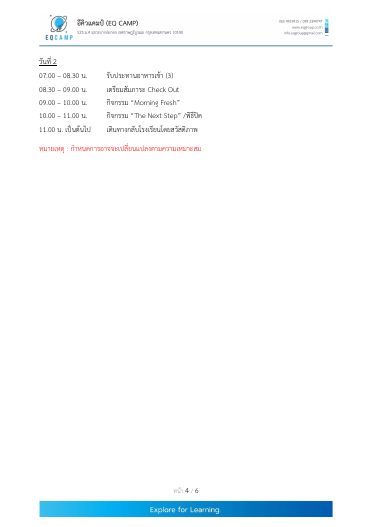 อีคิวแคมป์ (EQ CAMP)
EQCAMP
www.eqgroup.co.th
info.eqgroup@gmail.com
วันที่ 2
07.00 – 08.30 น. รับประทานอาหารเช้า (3)
08.30 – 09.00 น. เตรียมสัมภาระ Check Out
09.00 – 10.00 น. กิจกรรม "Morning Fresh"
10.00 – 11.00 น. กิจกรรม "The Next Step" /พิธีปิด
11.00 น. เป็นต้นไป เดินทางกลับโรงเรียนโดยสวัสดิภาพ
หมายเหตุ : กำหนดการอาจจะเปลี่ยนแปลงตามความเหมาะสม
หน้า 4 / 6
Explore for Learning